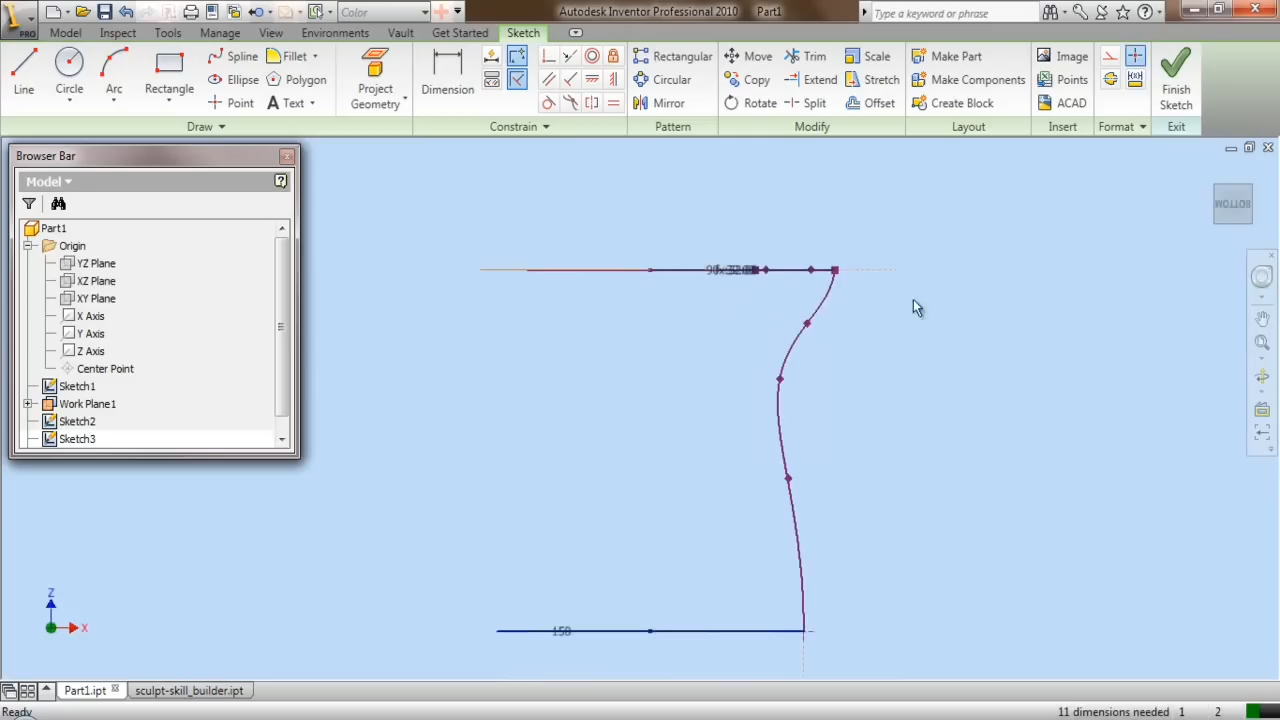 Color
Autodesk Inventor Professional 2010 Part1
Type a keyword or phrase
PRO
Model Inspect Tools Manage View Environments Vault Get Started Sketch
Line Circle Arc Rectangle
Spline Fillet
Ellipse Polygon
Point Text
Project Geometry
Dimension
Rectangular
Circular
Mirror
Move Trim Scale
Copy Extend Stretch
Rotate Split Offset
Make Part
Make Components
Create Block
Image
Points
ACAD
Finish Sketch
Draw Constrain Pattern Modify Layout Insert Format Exit
Browser Bar
Model
Part1
Origin
YZ Plane
XZ Plane
XY Plane
X Axis
Y Axis
Z Axis
Center Point
Sketch1
Work Plane1
Sketch2
Sketch3
BOTTOM
150
Z
X
Part1.ipt sculpt-skill_builder.ipt
Ready 11 dimensions needed 1 2